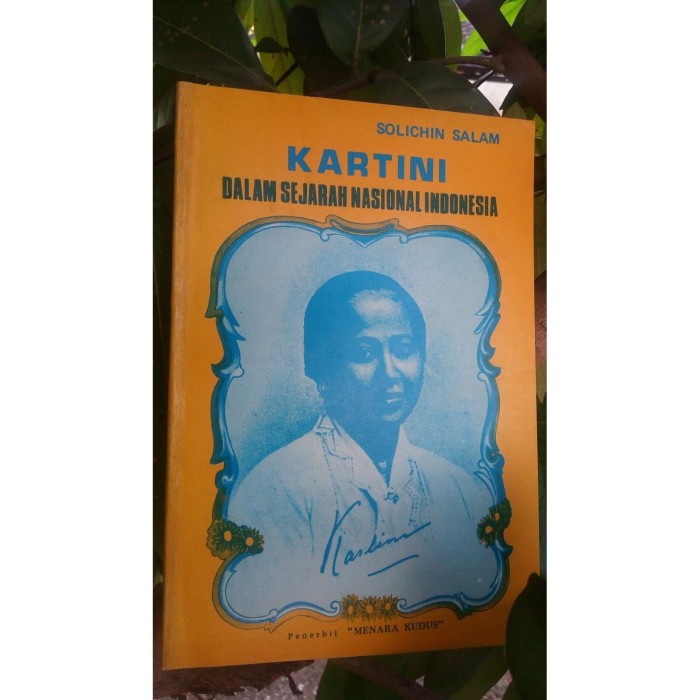 SOLICHIN SALAM
KARTINI
DALAM SEJARAH NASIONAL INDONESIA
Kartini
Penerbit "MENARA KUDUS"